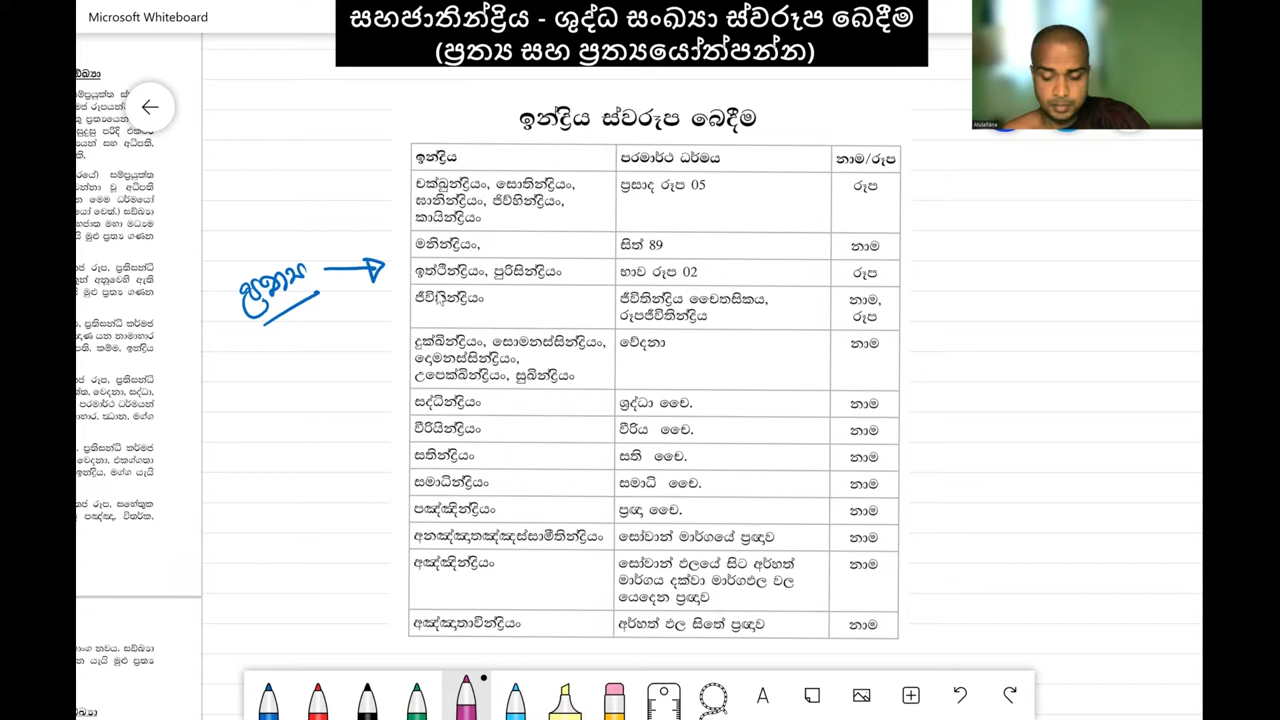 Microsoft Whiteboard
සහජාතින්ද්‍රිය - ශුද්ධ සංඛ්‍යා ස්වරූප බෙදීම
(ප්‍රත්‍ය සහ ප්‍රත්‍යයෝත්පන්න)
ඉන්ද්‍රිය ස්වරූප බෙදීම
ඉන්ද්‍රිය පරමාර්ථ ධර්මය නාම/රූප
චක්ඛුන්ද්‍රියං, සොතින්ද්‍රියං, ප්‍රසාද රූප 05 රූප
ඝානින්ද්‍රියං, ජිව්හින්ද්‍රියං,
කායින්ද්‍රියං
මනින්ද්‍රියං, සිත් 89 නාම
ඉත්ථින්ද්‍රියං, පුරිසින්ද්‍රියං භාව රූප 02 රූප
ජීවිතින්ද්‍රියං ජීවිතින්ද්‍රිය චෛතසිකය, නාම,
රූපජීවිතින්ද්‍රිය රූප
දුක්ඛින්ද්‍රියං, සොමනස්සින්ද්‍රියං, වේදනා නාම
දොමනස්සින්ද්‍රියං,
උපෙක්ඛින්ද්‍රියං, සුඛින්ද්‍රියං
සද්ධින්ද්‍රියං ශ්‍රද්ධා චෛ. නාම
වීරියින්ද්‍රියං වීරිය චෛ. නාම
සතින්ද්‍රියං සති චෛ. නාම
සමාධින්ද්‍රියං සමාධි චෛ. නාම
පඤ්ඤින්ද්‍රියං ප්‍රඥා චෛ. නාම
අනඤ්ඤාතඤ්ඤස්සාමීතින්ද්‍රියං සෝවාන් මාර්ගයේ ප්‍රඥාව නාම
අඤ්ඤින්ද්‍රියං සෝවාන් ඵලයේ සිට අර්හත් නාම
මාර්ගය දක්වා මාර්ගඵල වල
යෙදෙන ප්‍රඥාව
අඤ්ඤාතාවින්ද්‍රියං අර්හත් ඵල සිතේ ප්‍රඥාව නාම